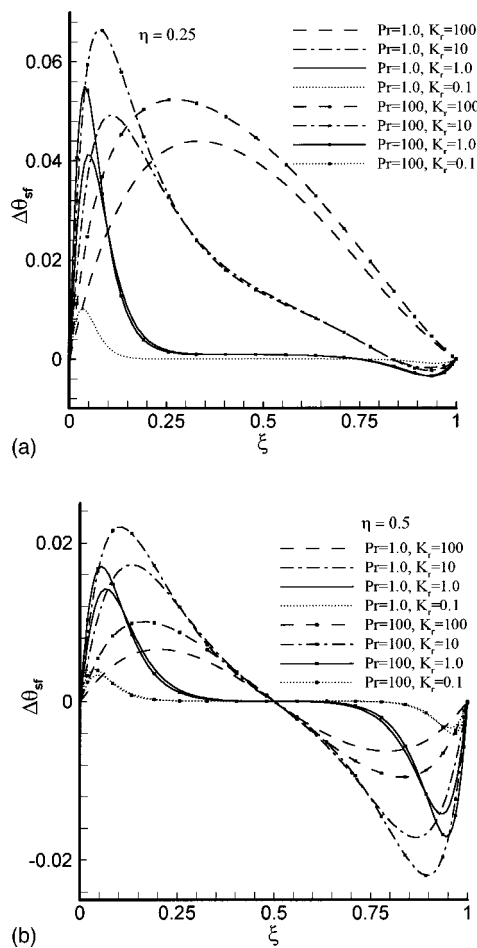 η = 0.25
Pr=1.0, Kr=100
Pr=1.0, Kr=10
Pr=1.0, Kr=1.0
Pr=1.0, Kr=0.1
Pr=100, Kr=100
Pr=100, Kr=10
Pr=100, Kr=1.0
Pr=100, Kr=0.1
Δθsf
0.06
0.04
0.02
0
0 0.25 0.5 0.75 1
ξ
(a)
η = 0.5
Pr=1.0, Kr=100
Pr=1.0, Kr=10
Pr=1.0, Kr=1.0
Pr=1.0, Kr=0.1
Pr=100, Kr=100
Pr=100, Kr=10
Pr=100, Kr=1.0
Pr=100, Kr=0.1
Δθsf
0.02
0
-0.02
0 0.25 0.5 0.75 1
ξ
(b)